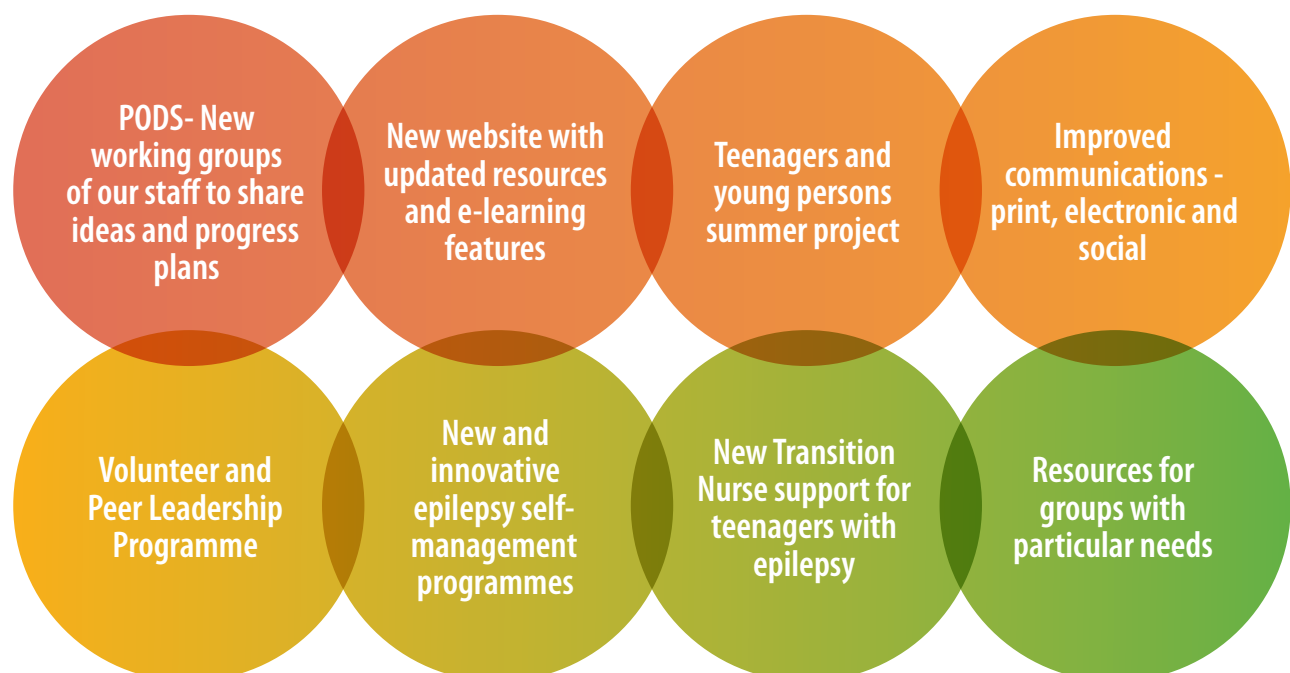 PODS- New
working groups
of our staff to share
ideas and progress
plans
New website with
updated resources
and e-learning
features
Teenagers and
young persons
summer project
Improved
communications -
print, electronic and
social
Volunteer and
Peer Leadership
Programme
New and
innovative
epilepsy self-
management
programmes
New Transition
Nurse support for
teenagers with
epilepsy
Resources for
groups with
particular needs